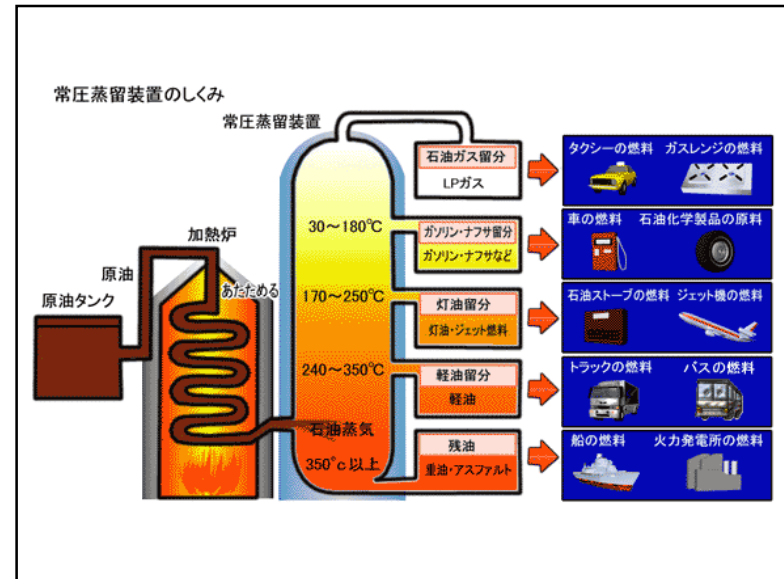 常圧蒸留装置のしくみ
常圧蒸留装置
加熱炉
原油
原油タンク
あたためる
30～180℃
170～250℃
240～350℃
石油蒸気
350°c以上
石油ガス留分
LPガス
タクシーの燃料 ガスレンジの燃料
ガソリン・ナフサ留分
ガソリン・ナフサなど
車の燃料 石油化学製品の原料
灯油留分
灯油・ジェット燃料
石油ストーブの燃料 ジェット機の燃料
軽油留分
軽油
トラックの燃料 バスの燃料
残油
重油・アスファルト
船の燃料 火力発電所の燃料